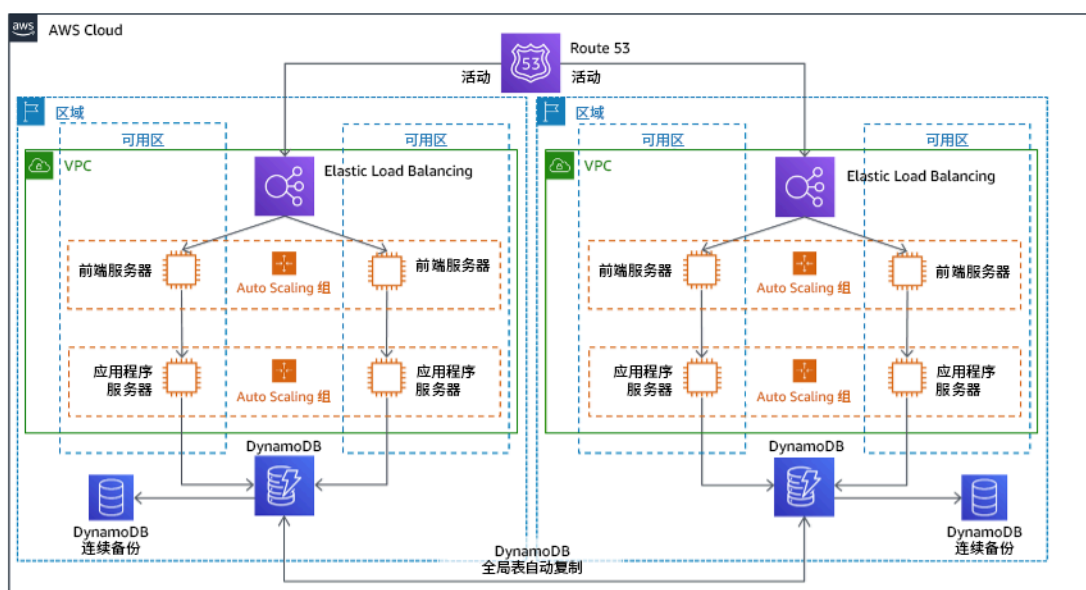 aws
AWS Cloud
Route 53
53
活动
活动
区域
区域
可用区
可用区
可用区
可用区
VPC
Elastic Load Balancing
VPC
Elastic Load Balancing
前端服务器
Auto Scaling 组
前端服务器
前端服务器
Auto Scaling 组
前端服务器
应用程序
服务器
Auto Scaling 组
应用程序
服务器
应用程序
服务器
Auto Scaling 组
应用程序
服务器
DynamoDB
DynamoDB
DynamoDB
连续备份
DynamoDB
全局表自动复制
DynamoDB
连续备份